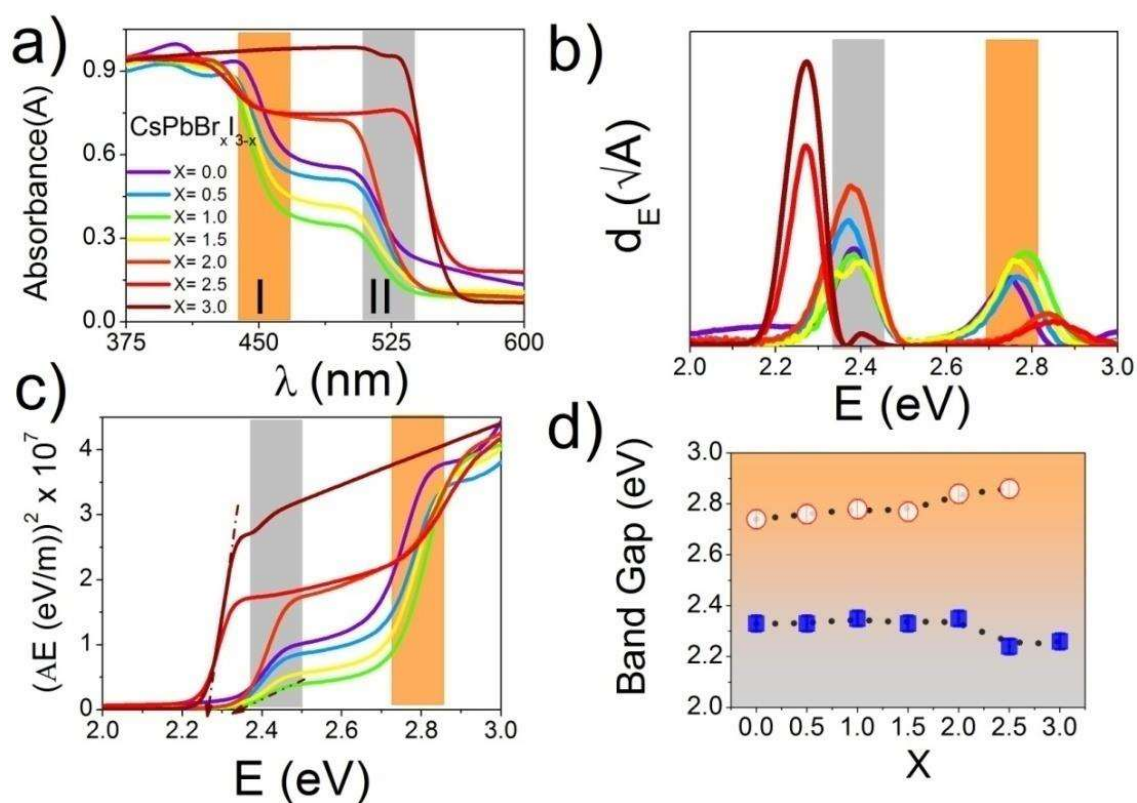 a)
Absorbance(A)
0.9
0.6
0.3
0.0
CsPbBrₓI₃₋ₓ
X= 0.0
X= 0.5
X= 1.0
X= 1.5
X= 2.0
X= 2.5
X= 3.0
I
II
375 450 525 600
λ (nm)
b)
d_E(√A)
2.0 2.2 2.4 2.6 2.8 3.0
E (eV)
c)
(AE (eV/m))² x 10⁷
4
3
2
1
0
2.0 2.2 2.4 2.6 2.8 3.0
E (eV)
d)
Band Gap (eV)
3.0
2.8
2.6
2.4
2.2
2.0
0.0 0.5 1.0 1.5 2.0 2.5 3.0
X